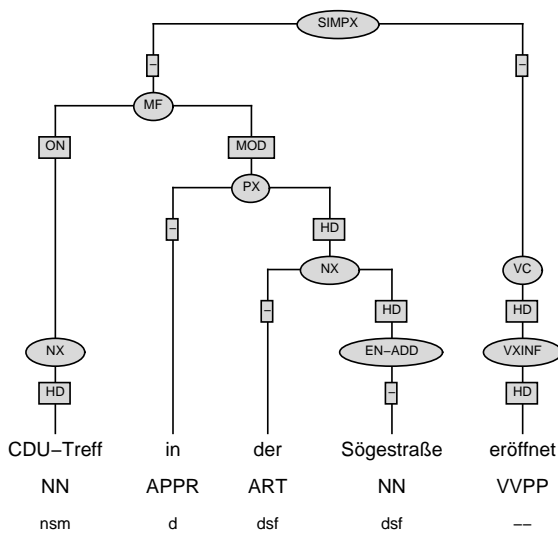 SIMPX
– –
MF
ON MOD
PX
– HD
NX VC
– HD HD
NX EN–ADD VXINF
HD – HD
CDU–Treff in der Sögestraße eröffnet
NN APPR ART NN VVPP
nsm d dsf dsf ––